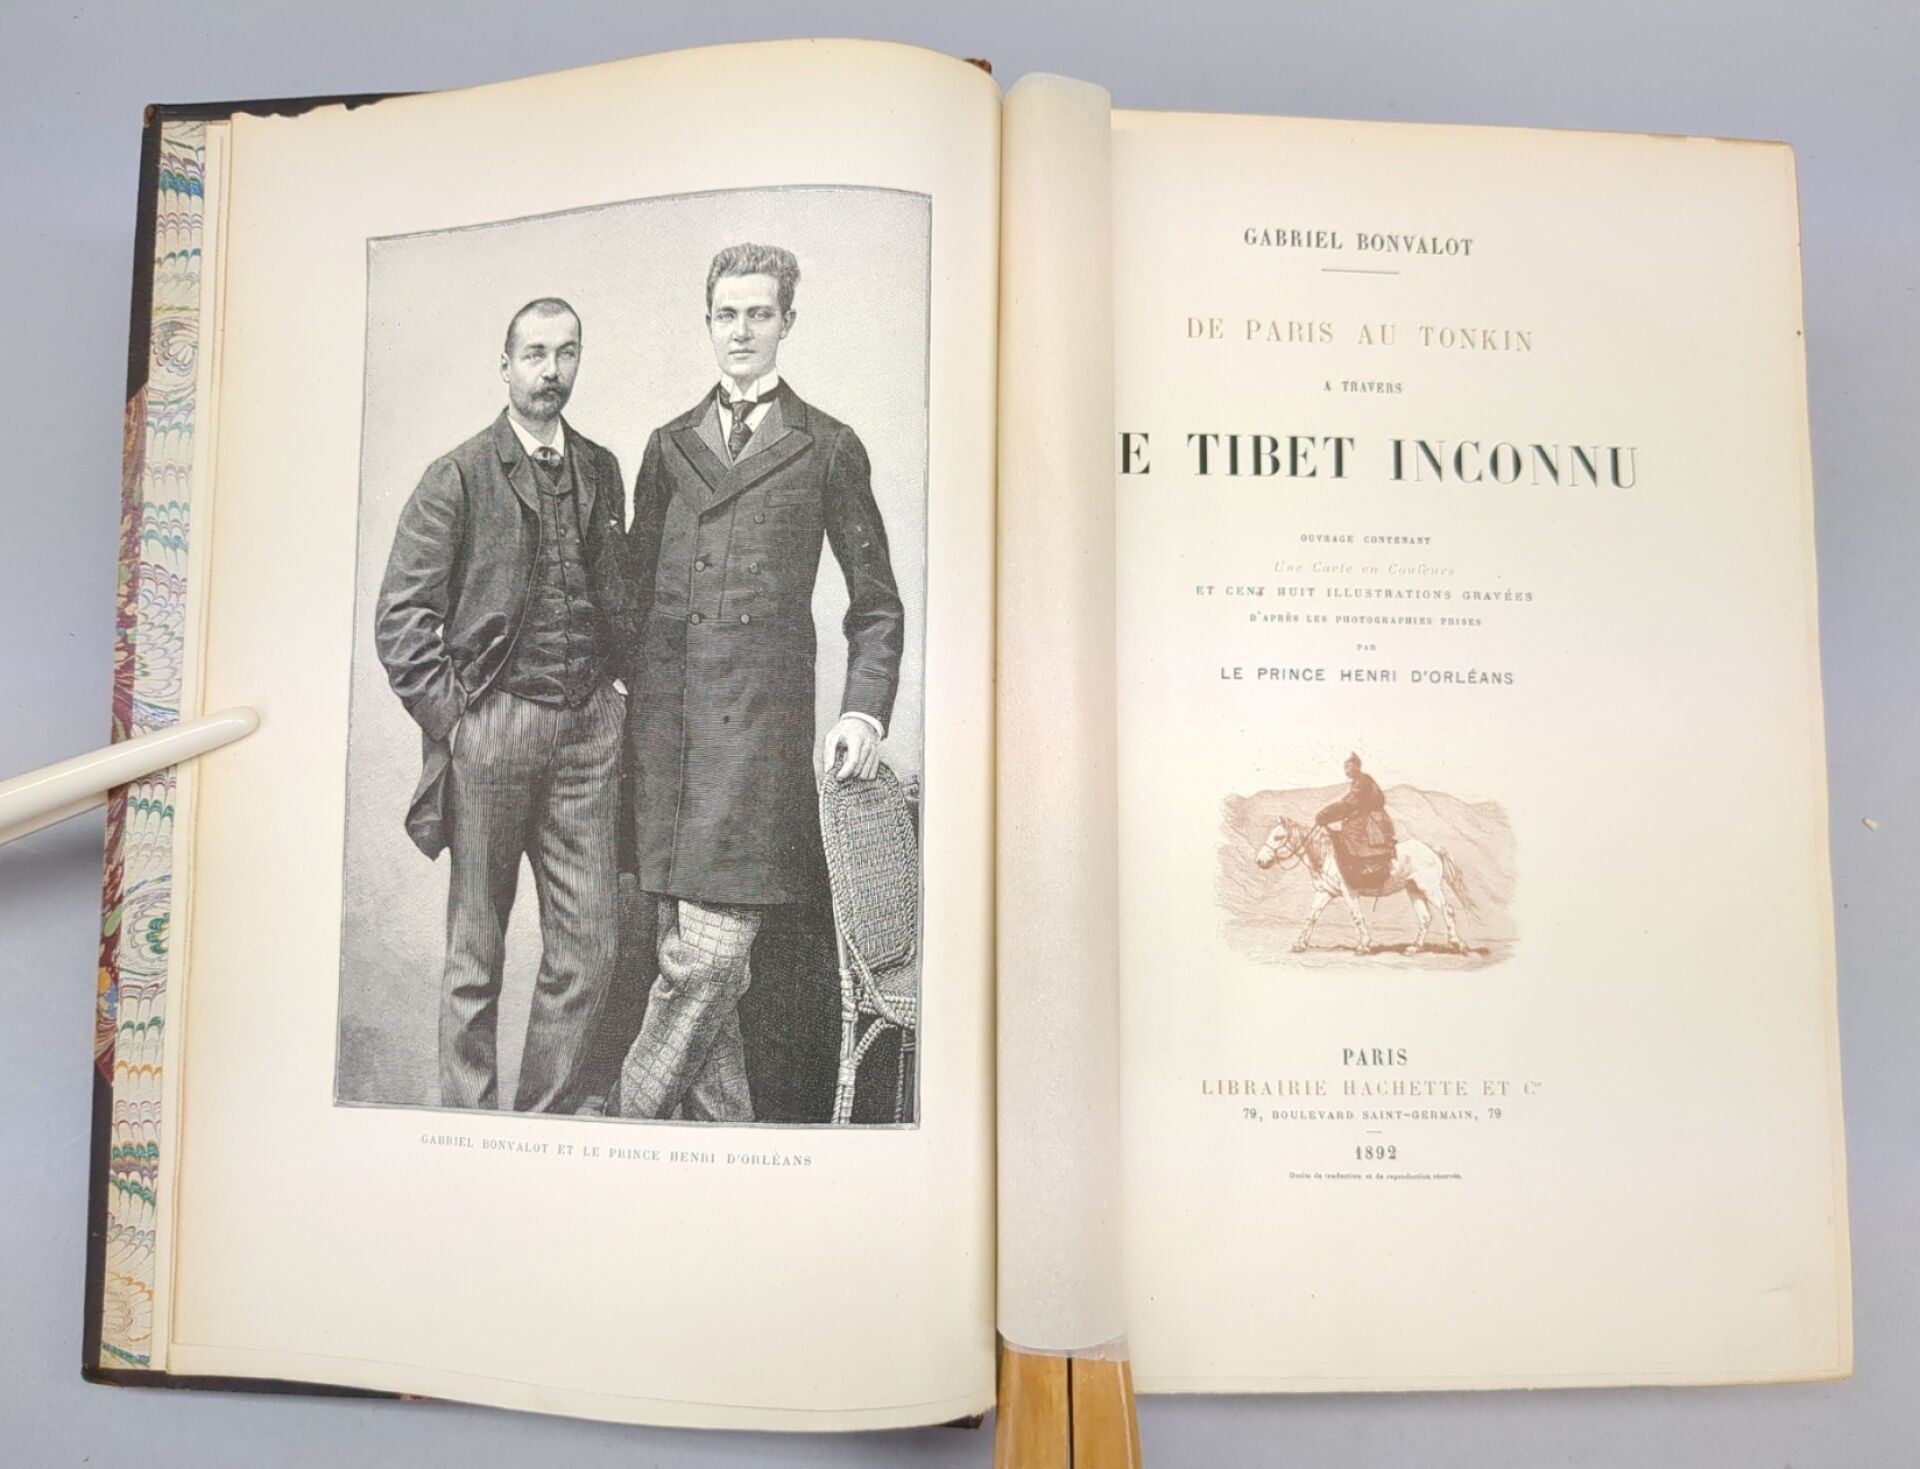 GABRIEL BONVALOT ET LE PRINCE HENRI D'ORLÉANS
GABRIEL BONVALOT
DE PARIS AU TONKIN
A TRAVERS
E TIBET INCONNU
OUVRAGE CONTENANT
Une Carte en Couleurs
ET CENT HUIT ILLUSTRATIONS GRAVÉES
D'APRÈS LES PHOTOGRAPHIES PRISES
PAR
LE PRINCE HENRI D'ORLÉANS
PARIS
LIBRAIRIE HACHETTE ET Cie
79, BOULEVARD SAINT-GERMAIN, 79
1892
Droits de traduction et de reproduction réservés.